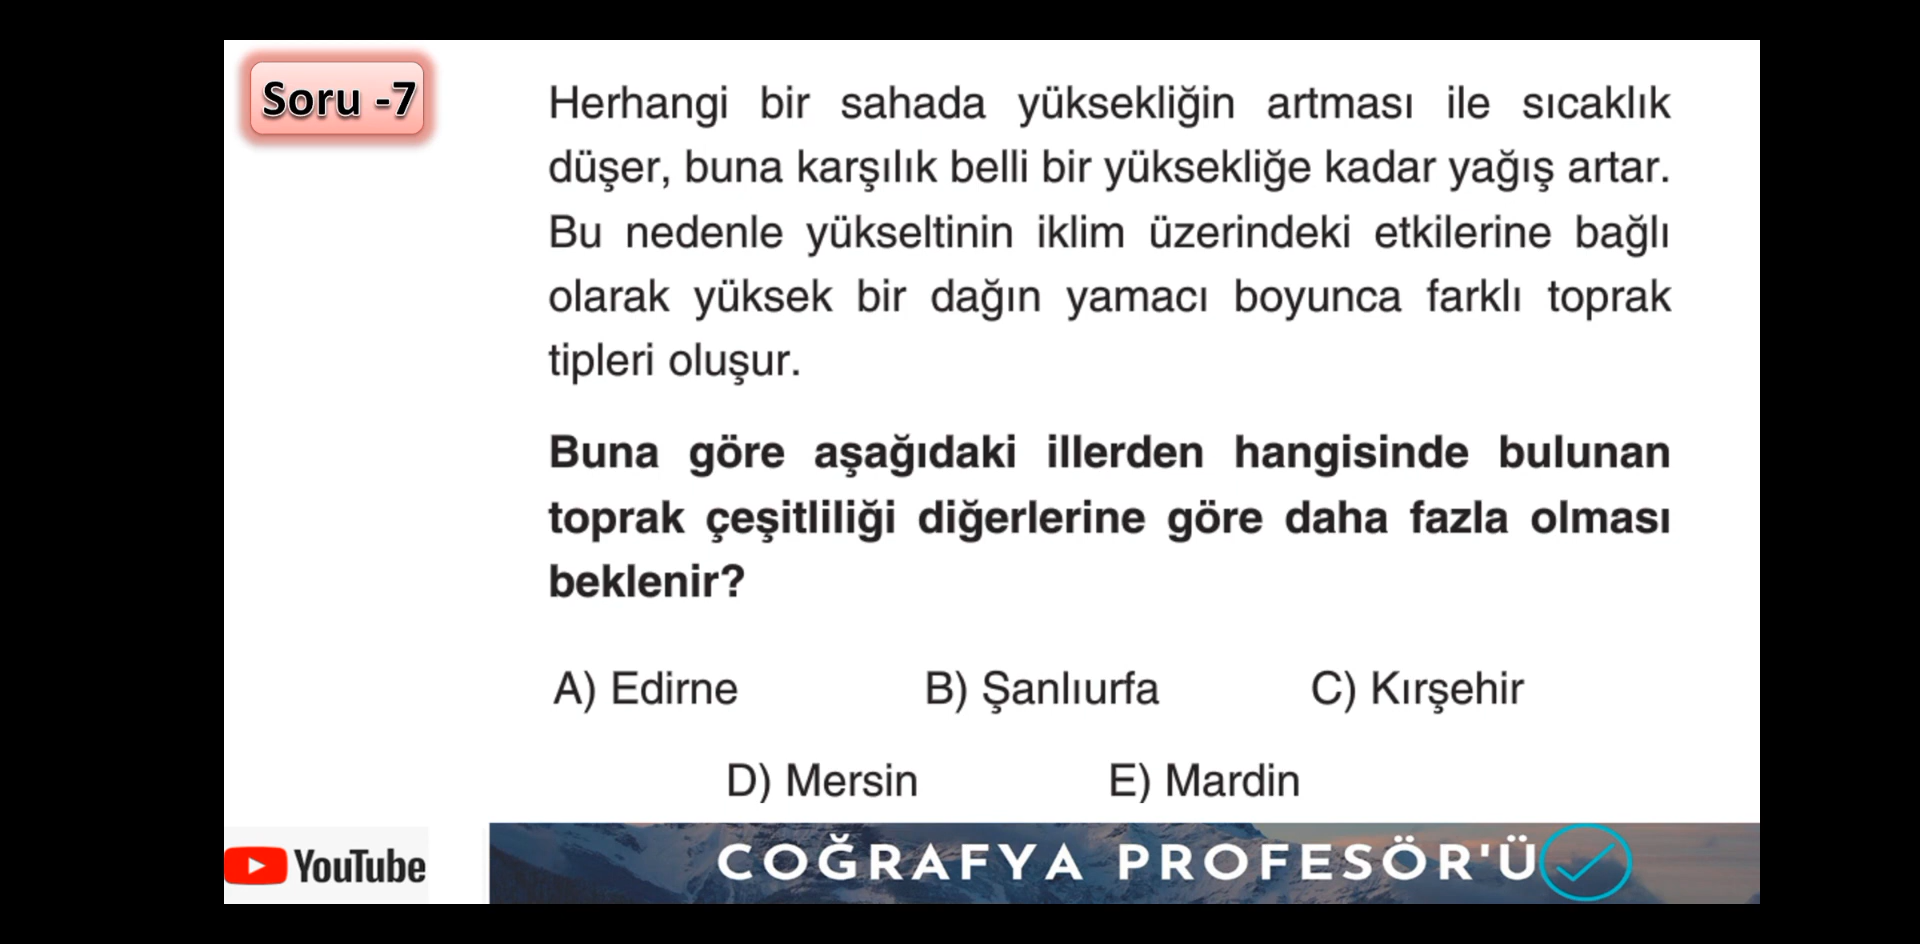 Soru -7
Herhangi bir sahada yüksekliğin artması ile sıcaklık
düşer, buna karşılık belli bir yüksekliğe kadar yağış artar.
Bu nedenle yükseltinin iklim üzerindeki etkilerine bağlı
olarak yüksek bir dağın yamacı boyunca farklı toprak
tipleri oluşur.
Buna göre aşağıdaki illerden hangisinde bulunan
toprak çeşitliliği diğerlerine göre daha fazla olması
beklenir?
A) Edirne B) Şanlıurfa C) Kırşehir
D) Mersin E) Mardin
YouTube COĞRAFYA PROFESÖR'Ü